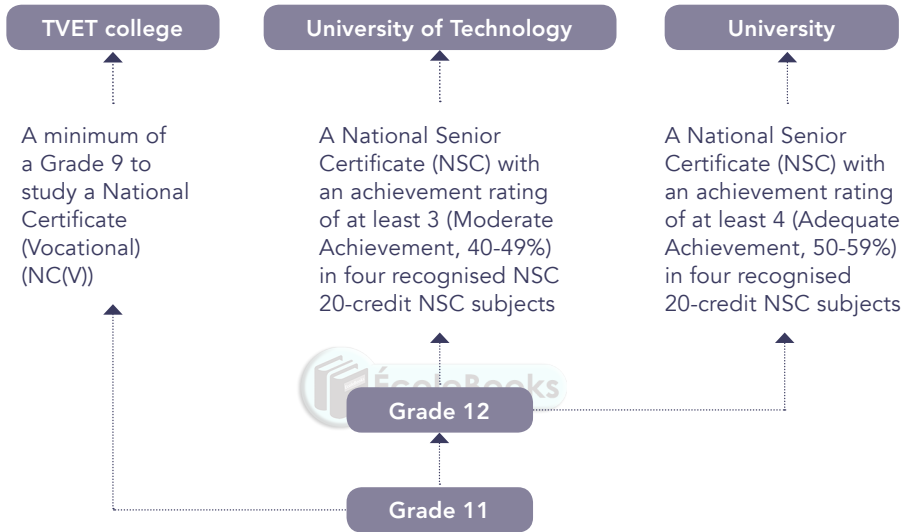 TVET college
University of Technology
University
A minimum of
a Grade 9 to
study a National
Certificate
(Vocational)
(NC(V))
A National Senior
Certificate (NSC) with
an achievement rating
of at least 3 (Moderate
Achievement, 40-49%)
in four recognised NSC
20-credit NSC subjects
A National Senior
Certificate (NSC) with
an achievement rating
of at least 4 (Adequate
Achievement, 50-59%)
in four recognised
20-credit NSC subjects
ÉcoleBooks
Grade 12
Grade 11